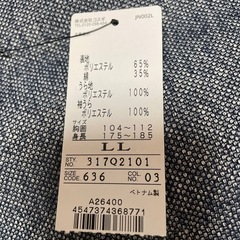 JN002L
表地
ポリエステル 65%
綿 35%
うら地
ポリエステル 100%
袖うら
ポリエステル 100%
サイズ
胸囲 104～112
身長 175～185
LL
STY. NO. 317Q2101
SIZE CODE 636 COL. NO. 03
ベトナム製
A26400
4547374368771